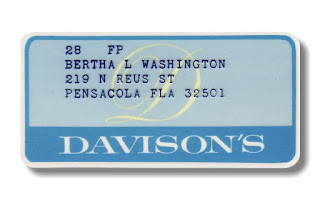 28 FP
BERTHA L WASHINGTON
219 N REUS ST
PENSACOLA FLA 32501
D
DAVISON'S